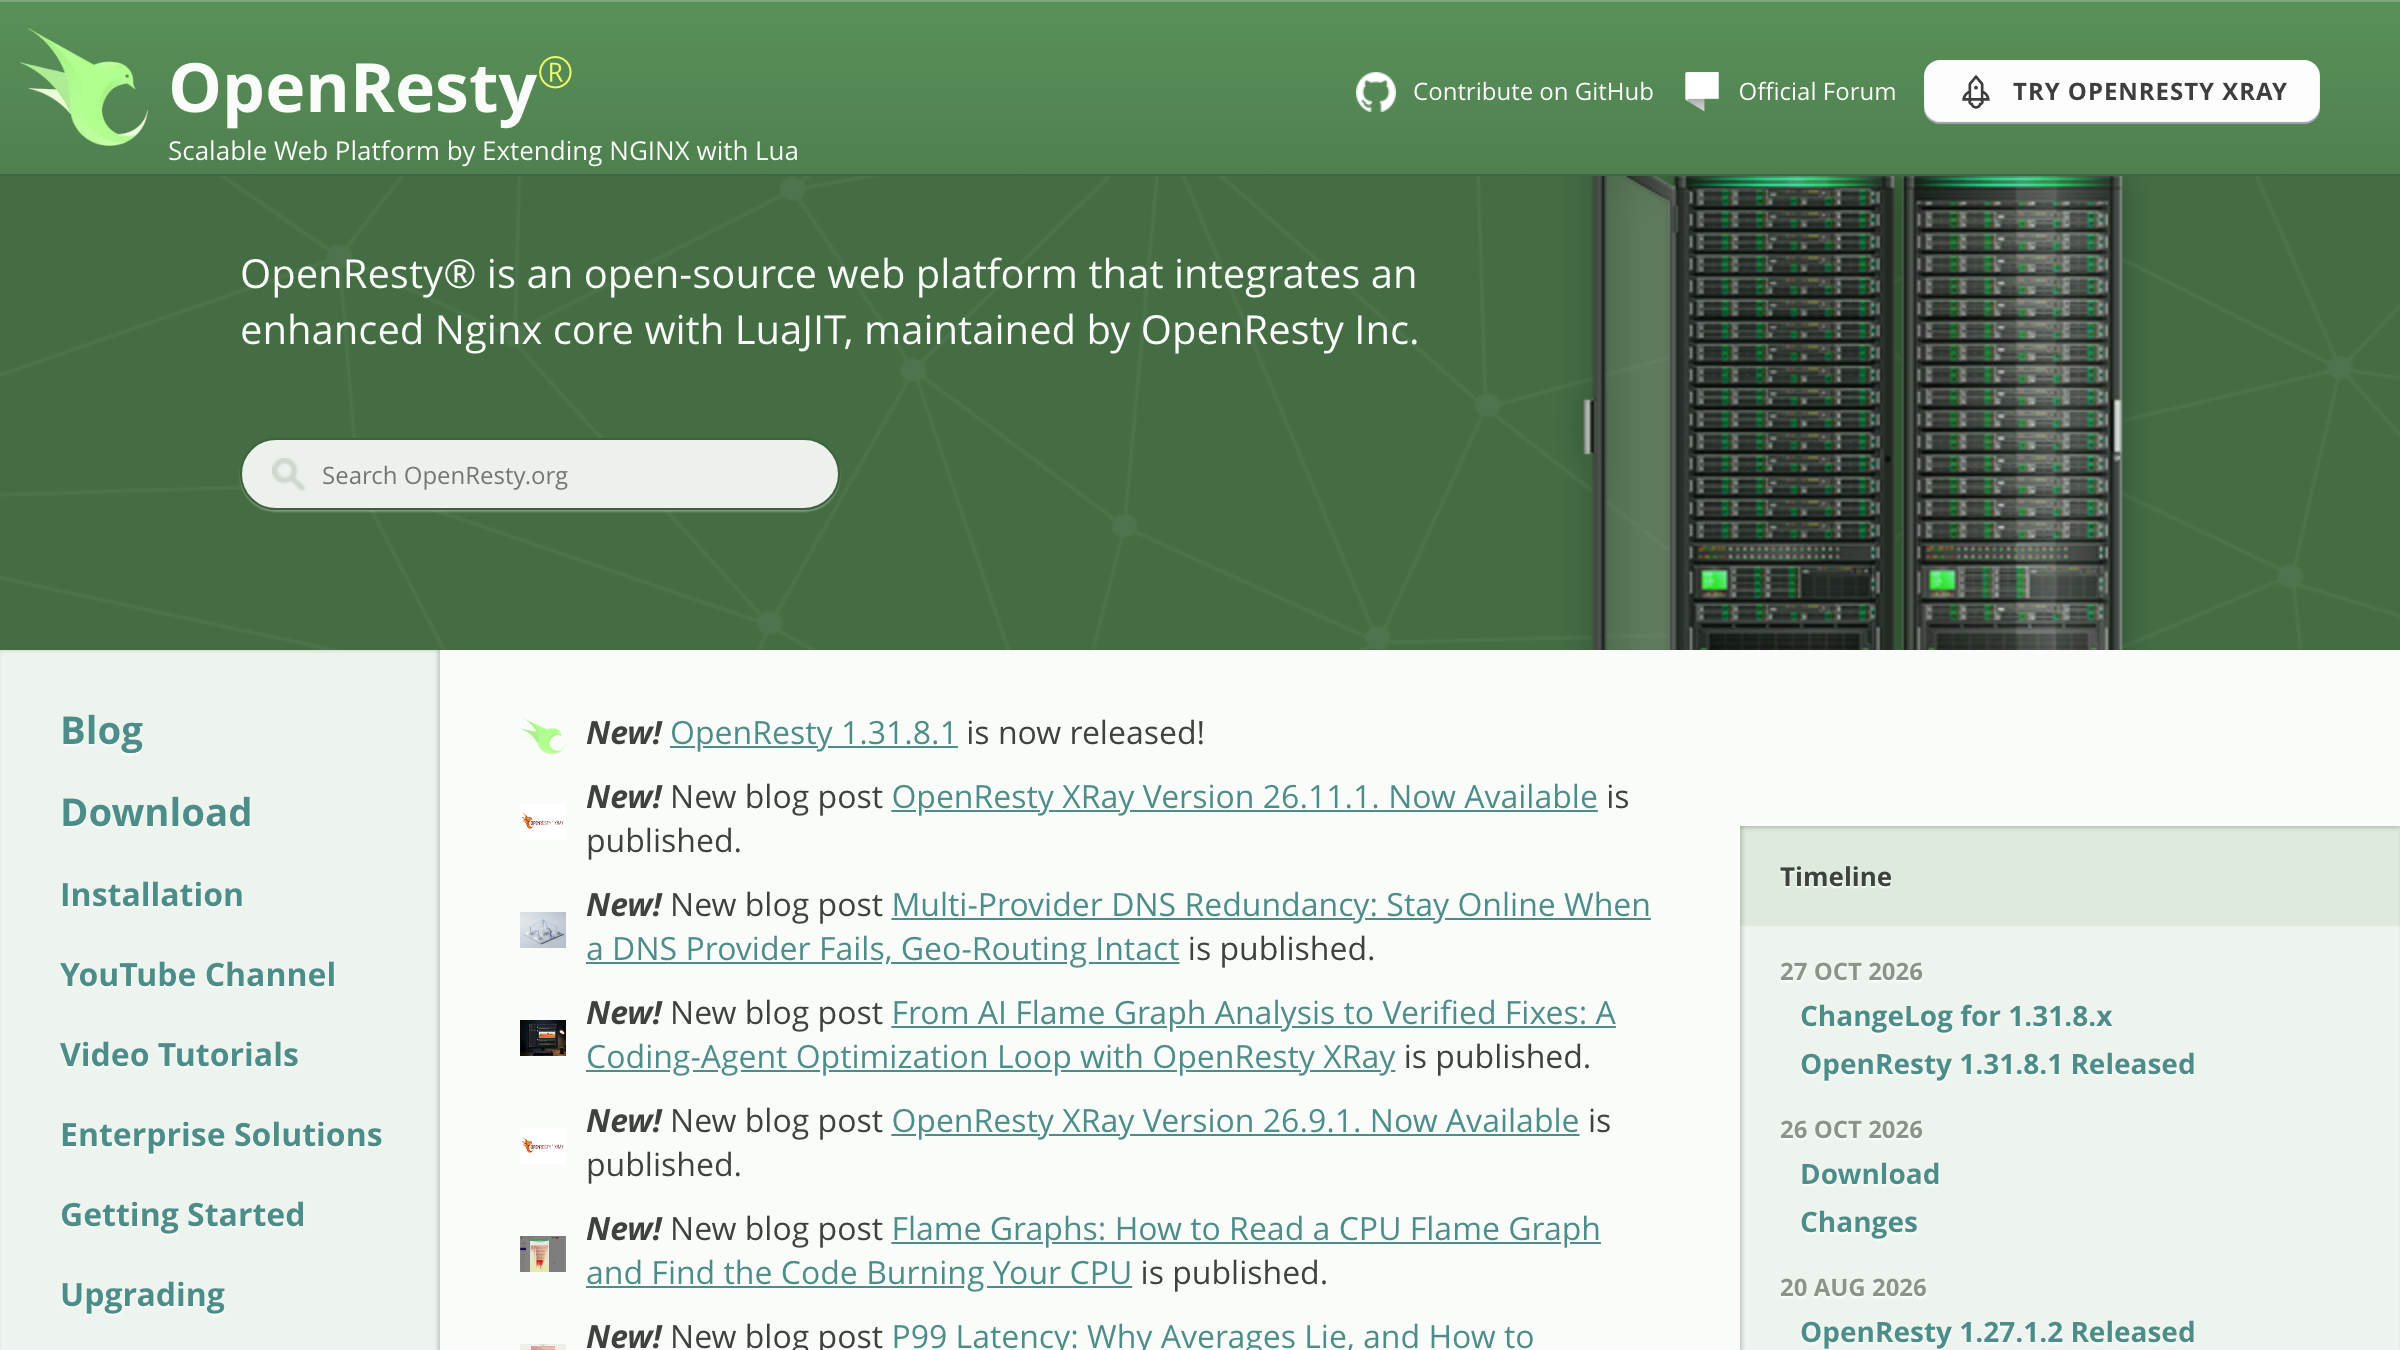 OpenResty®
Scalable Web Platform by Extending NGINX with Lua
Contribute on GitHub
Official Forum
TRY OPENRESTY XRAY
OpenResty® is an open-source web platform that integrates an
enhanced Nginx core with LuaJIT, maintained by OpenResty Inc.
Search OpenResty.org
Blog
Download
Installation
YouTube Channel
Video Tutorials
Enterprise Solutions
Getting Started
Upgrading
New! OpenResty 1.31.8.1 is now released!
New! New blog post OpenResty XRay Version 26.11.1. Now Available is
published.
New! New blog post Multi-Provider DNS Redundancy: Stay Online When
a DNS Provider Fails, Geo-Routing Intact is published.
New! New blog post From AI Flame Graph Analysis to Verified Fixes: A
Coding-Agent Optimization Loop with OpenResty XRay is published.
New! New blog post OpenResty XRay Version 26.9.1. Now Available is
published.
New! New blog post Flame Graphs: How to Read a CPU Flame Graph
and Find the Code Burning Your CPU is published.
New! New blog post P99 Latency: Why Averages Lie, and How to
Timeline
27 OCT 2026
ChangeLog for 1.31.8.x
OpenResty 1.31.8.1 Released
26 OCT 2026
Download
Changes
20 AUG 2026
OpenResty 1.27.1.2 Released